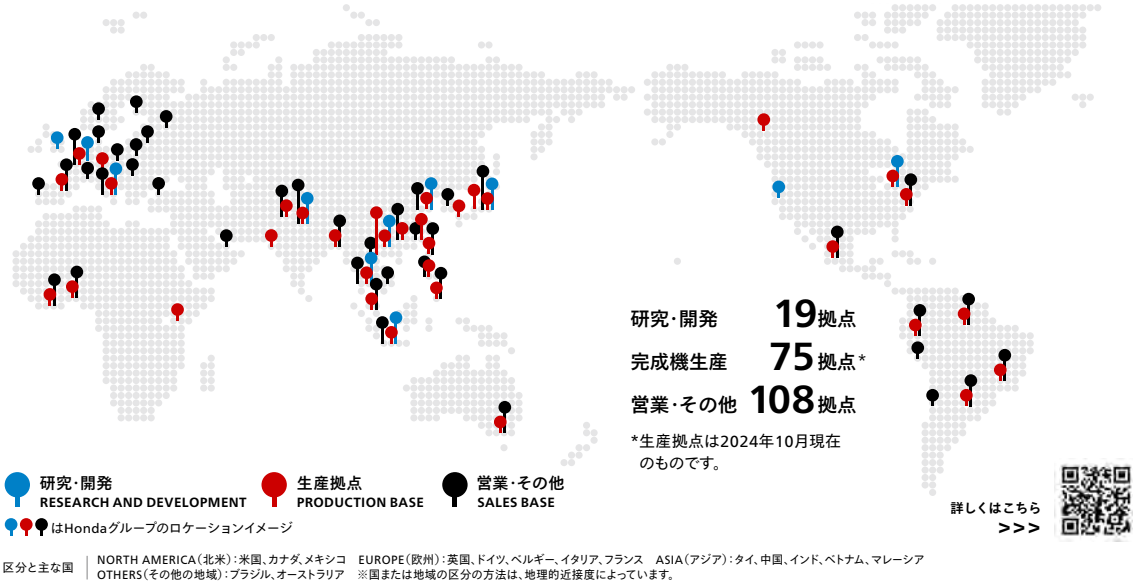 研究・開発 19拠点
完成機生産 75拠点*
営業・その他 108拠点
*生産拠点は2024年10月現在
のものです。
研究・開発
RESEARCH AND DEVELOPMENT
生産拠点
PRODUCTION BASE
営業・その他
SALES BASE
はHondaグループのロケーションイメージ
詳しくはこちら
>>>
区分と主な国
NORTH AMERICA（北米）：米国、カナダ、メキシコ EUROPE（欧州）：英国、ドイツ、ベルギー、イタリア、フランス ASIA（アジア）：タイ、中国、インド、ベトナム、マレーシア
OTHERS（その他の地域）：ブラジル、オーストラリア ※国または地域の区分の方法は、地理的近接度によっています。